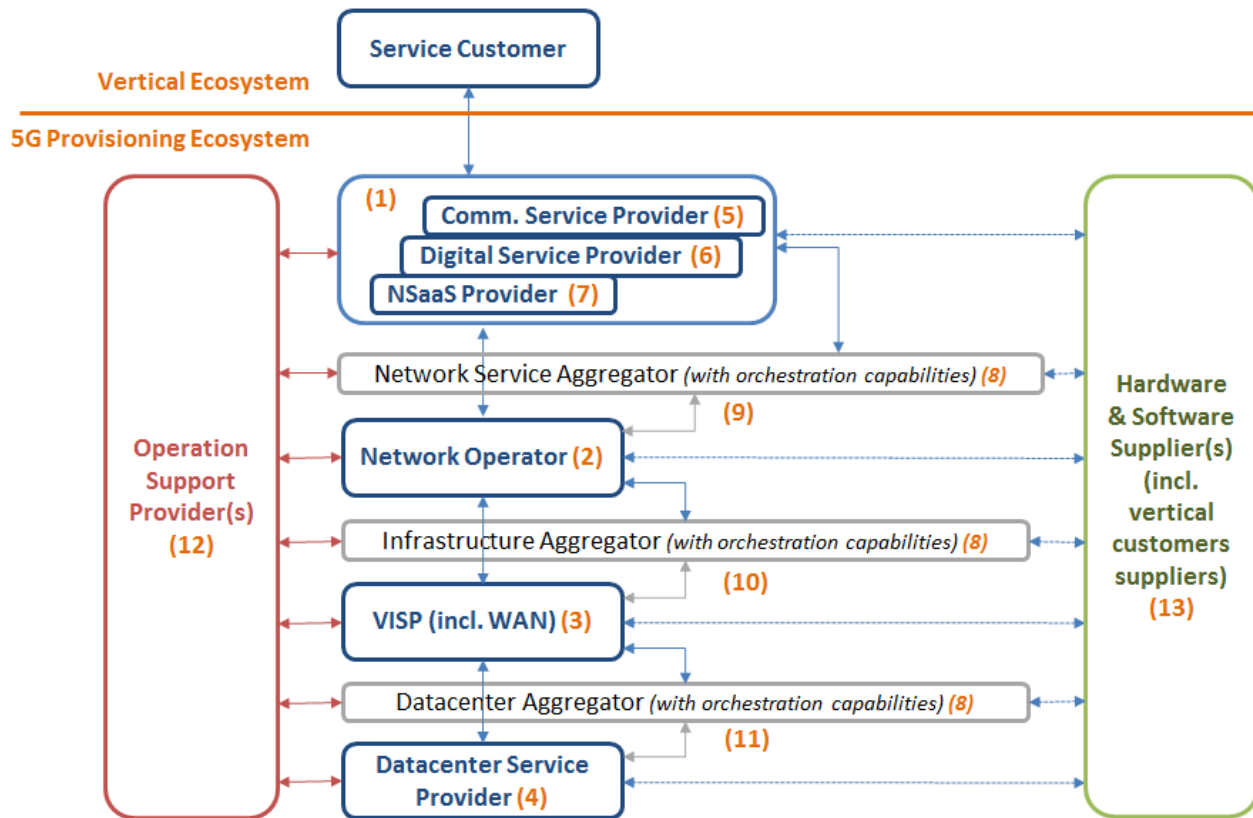 Service Customer
Vertical Ecosystem
5G Provisioning Ecosystem
(1)
Comm. Service Provider (5)
Digital Service Provider (6)
NSaaS Provider (7)
Network Service Aggregator (with orchestration capabilities) (8)
(9)
Network Operator (2)
Infrastructure Aggregator (with orchestration capabilities) (8)
(10)
VISP (incl. WAN) (3)
Datacenter Aggregator (with orchestration capabilities) (8)
(11)
Datacenter Service
Provider (4)
Operation
Support
Provider(s)
(12)
Hardware
& Software
Supplier(s)
(incl.
vertical
customers
suppliers)
(13)